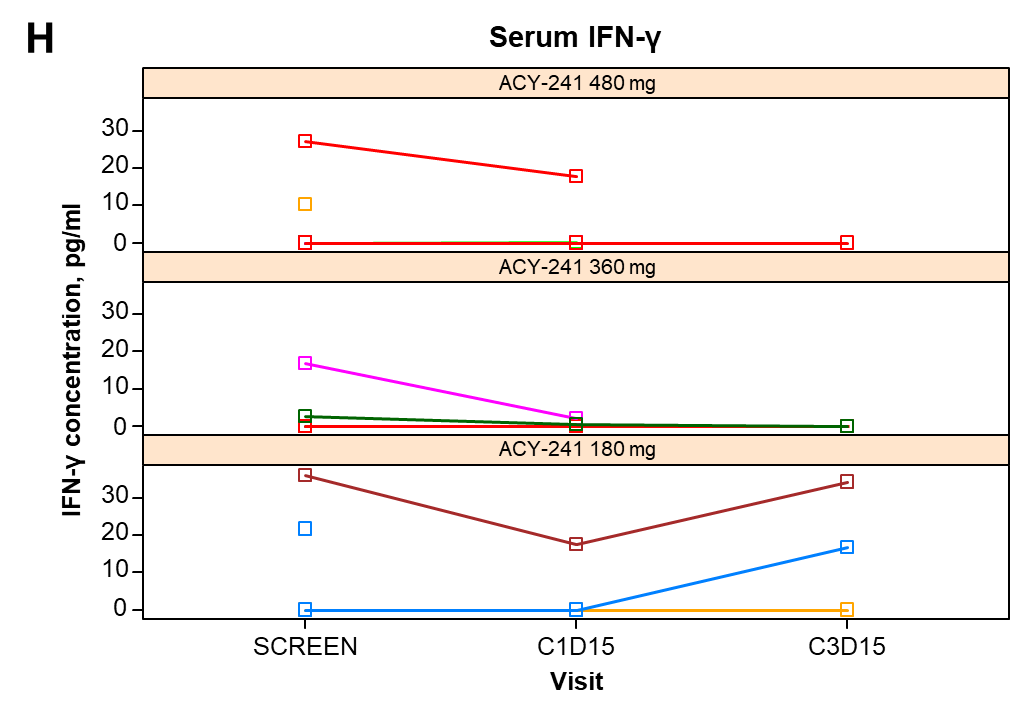 H
Serum IFN-γ
ACY-241 480 mg
30
20
10
0
ACY-241 360 mg
30
20
10
0
ACY-241 180 mg
30
20
10
0
IFN-γ concentration, pg/ml
SCREEN C1D15 C3D15
Visit